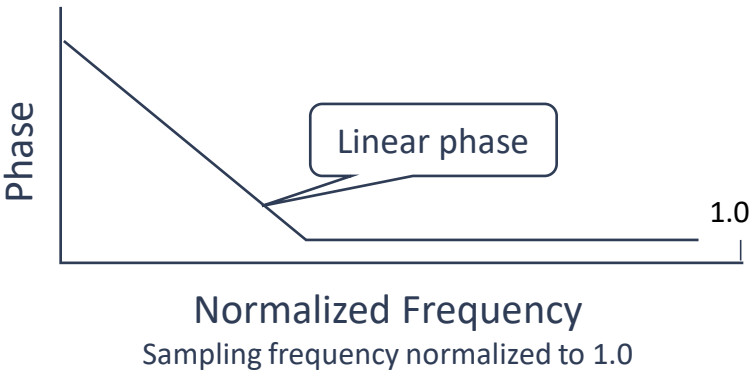 Phase
Linear phase
1.0
Normalized Frequency
Sampling frequency normalized to 1.0